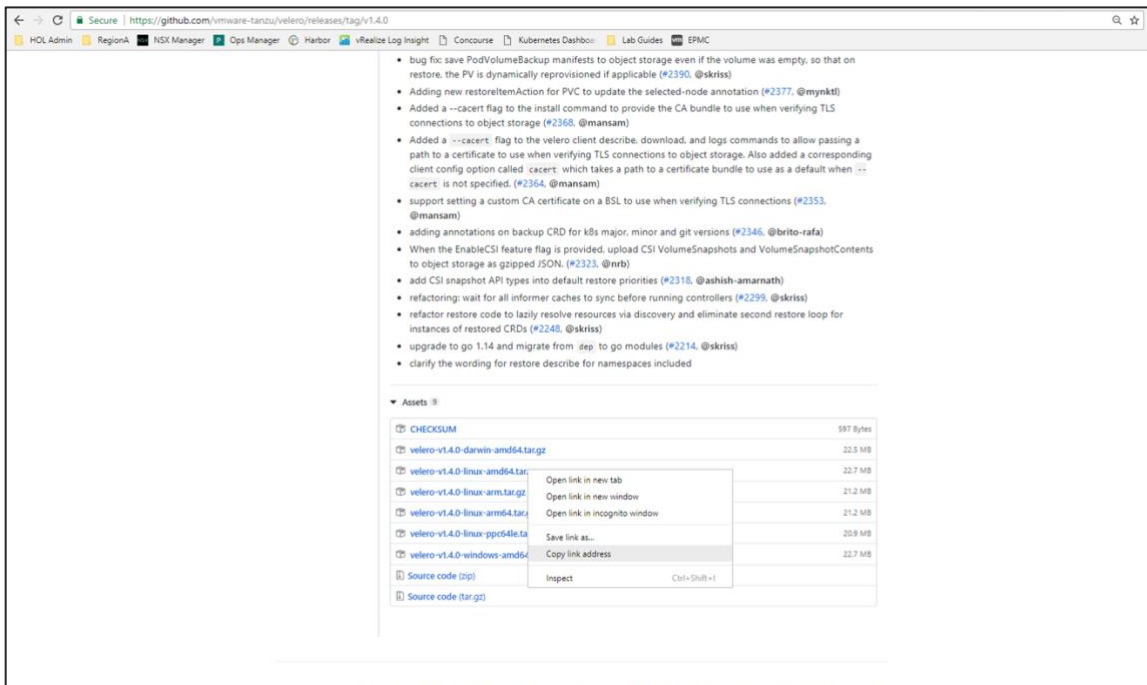 Secure | https://github.com/vmware-tanzu/velero/releases/tag/v1.4.0
HOL Admin RegionA NSX Manager Ops Manager Harbor vRealize Log Insight Concourse Kubernetes Dashboa Lab Guides EPMC
• bug fix: save PodVolumeBackup manifests to object storage even if the volume was empty, so that on
restore, the PV is dynamically reprovisioned if applicable (#2390, @skriss)
• Adding new restoreItemAction for PVC to update the selected-node annotation (#2377, @mynktl)
• Added a --cacert flag to the install command to provide the CA bundle to use when verifying TLS
connections to object storage (#2368, @mansam)
• Added a --cacert flag to the velero client describe, download, and logs commands to allow passing a
path to a certificate to use when verifying TLS connections to object storage. Also added a corresponding
client config option called cacert which takes a path to a certificate bundle to use as a default when --
cacert is not specified. (#2364, @mansam)
• support setting a custom CA certificate on a BSL to use when verifying TLS connections (#2353,
@mansam)
• adding annotations on backup CRD for k8s major, minor and git versions (#2346, @brito-rafa)
• When the EnableCSI feature flag is provided, upload CSI VolumeSnapshots and VolumeSnapshotContents
to object storage as gzipped JSON. (#2323, @nrb)
• add CSI snapshot API types into default restore priorities (#2318, @ashish-amarnath)
• refactoring: wait for all informer caches to sync before running controllers (#2299, @skriss)
• refactor restore code to lazily resolve resources via discovery and eliminate second restore loop for
instances of restored CRDs (#2248, @skriss)
• upgrade to go 1.14 and migrate from dep to go modules (#2214, @skriss)
• clarify the wording for restore describe for namespaces included
Assets 9
CHECKSUM 597 Bytes
velero-v1.4.0-darwin-amd64.tar.gz 22.5 MB
velero-v1.4.0-linux-amd64.tar. 22.7 MB
Open link in new tab
velero-v1.4.0-linux-arm.tar.gz 21.2 MB
Open link in new window
velero-v1.4.0-linux-arm64.tar.g 21.2 MB
Open link in incognito window
velero-v1.4.0-linux-ppc64le.ta 20.9 MB
Save link as...
velero-v1.4.0-windows-amd64 22.7 MB
Copy link address
Source code (zip)
Inspect Ctrl+Shift+I
Source code (tar.gz)